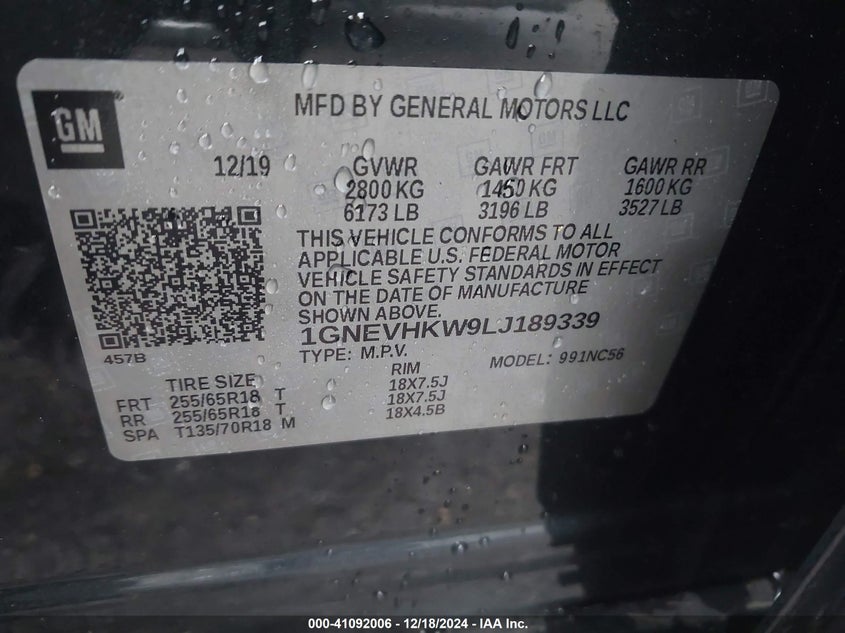 GM
MFD BY GENERAL MOTORS LLC
12/19 GVWR GAWR FRT GAWR RR
2800 KG 1450 KG 1600 KG
6173 LB 3196 LB 3527 LB
THIS VEHICLE CONFORMS TO ALL
APPLICABLE U.S. FEDERAL MOTOR
VEHICLE SAFETY STANDARDS IN EFFECT
ON THE DATE OF MANUFACTURE
SHOWN ABOVE.
1GNEVHKW9LJ189339
457B
TYPE: M.P.V. MODEL: 991NC56
TIRE SIZE RIM
FRT 255/65R18 T 18X7.5J
RR 255/65R18 T 18X7.5J
SPA T135/70R18 M 18X4.5B
000-41092006 - 12/18/2024 - IAA Inc.